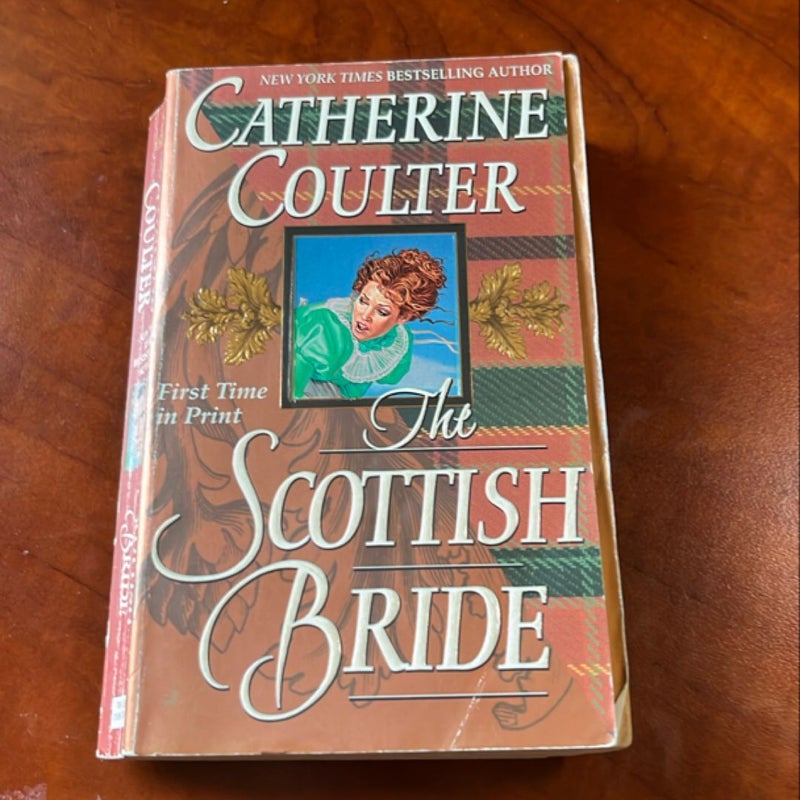 NEW YORK TIMES BESTSELLING AUTHOR
CATHERINE
COULTER
First Time
in Print
The
SCOTTISH
BRIDE
COULTER